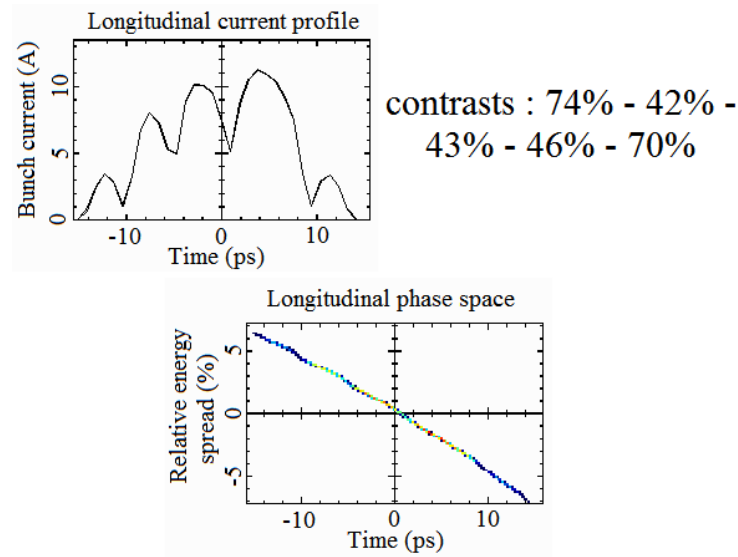 Longitudinal current profile
Bunch current (A)
10
5
0
-10
0
10
Time (ps)
contrasts : 74% - 42% -
43% - 46% - 70%
Longitudinal phase space
Relative energy
spread (%)
5
0
-5
-10
0
10
Time (ps)